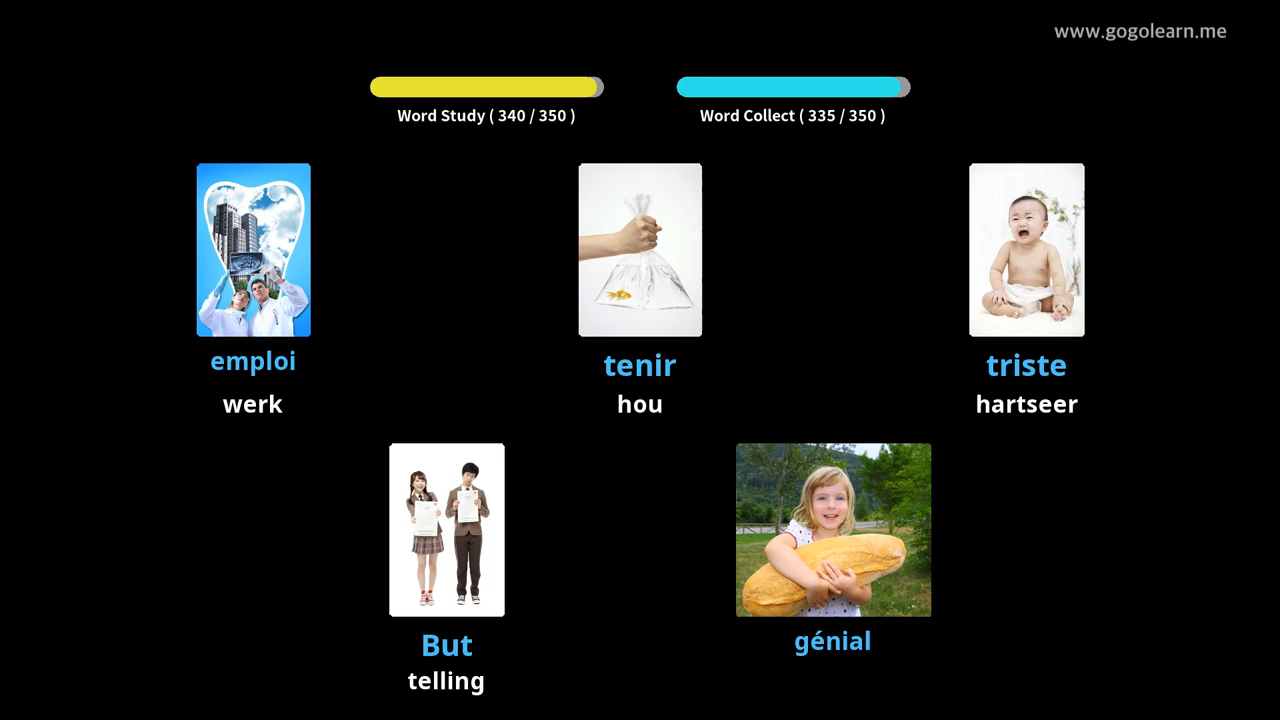 www.gogolearn.me
Word Study ( 340 / 350 )
Word Collect ( 335 / 350 )
emploi
werk
tenir
hou
triste
hartseer
But
telling
génial